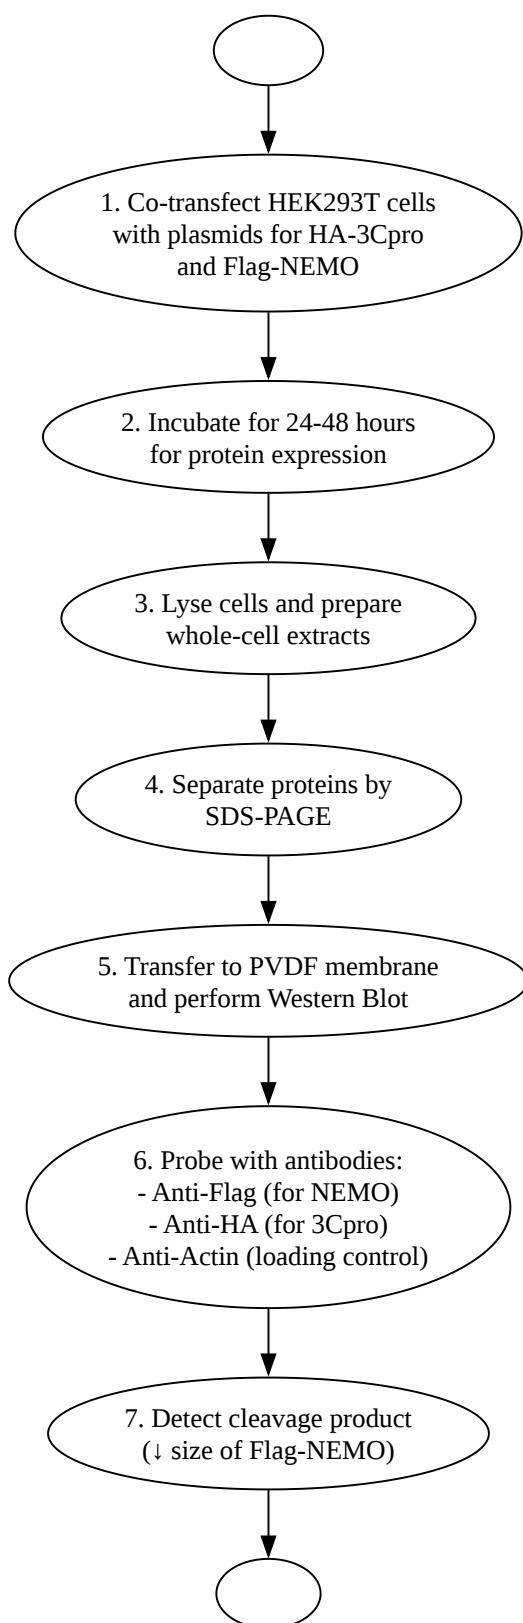 1. Co-transfect HEK293T cells
with plasmids for HA-3Cpro
and Flag-NEMO
2. Incubate for 24-48 hours
for protein expression
3. Lyse cells and prepare
whole-cell extracts
4. Separate proteins by
SDS-PAGE
5. Transfer to PVDF membrane
and perform Western Blot
6. Probe with antibodies:
- Anti-Flag (for NEMO)
- Anti-HA (for 3Cpro)
- Anti-Actin (loading control)
7. Detect cleavage product
(↓ size of Flag-NEMO)